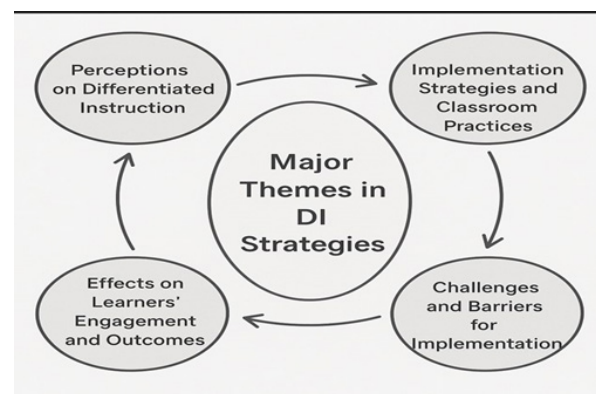 Perceptions
on Differentiated
Instruction
Implementation
Strategies and
Classroom
Practices
Major
Themes in
DI
Strategies
Effects on
Learners'
Engagement
and Outcomes
Challenges
and Barriers
for
Implementation